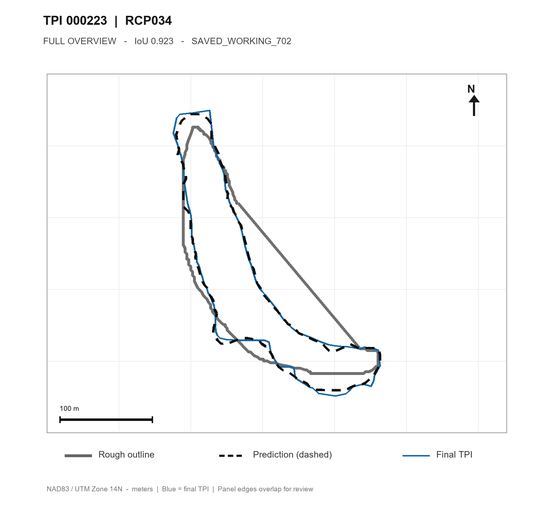 TPI 000223 | RCP034
FULL OVERVIEW - IoU 0.923 - SAVED_WORKING_702
N
100 m
Rough outline
Prediction (dashed)
Final TPI
NAD83 / UTM Zone 14N - meters | Blue = final TPI | Panel edges overlap for review